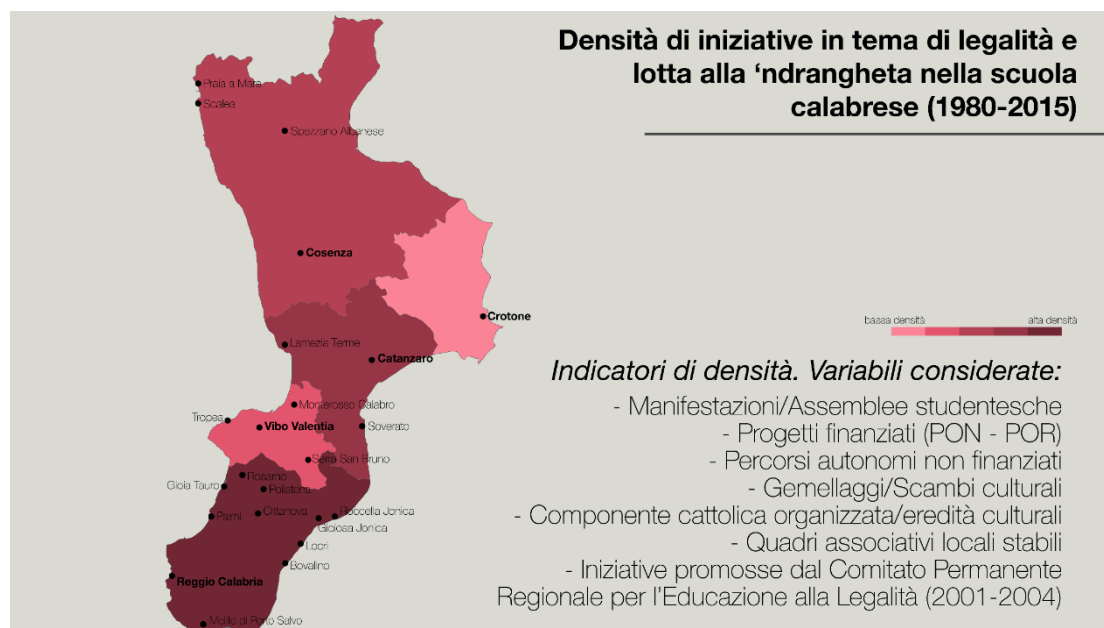 Densità di iniziative in tema di legalità e
lotta alla ‘ndrangheta nella scuola
calabrese (1980-2015)
Praia a Mare
Scalea
Spezzano Albanese
Cosenza
Crotone
bassa densità
alta densità
Lamezia Terme
Catanzaro
Indicatori di densità. Variabili considerate:
- Manifestazioni/Assemblee studentesche
- Progetti finanziati (PON - POR)
- Percorsi autonomi non finanziati
- Gemellaggi/Scambi culturali
- Componente cattolica organizzata/eredità culturali
- Quadri associativi locali stabili
- Iniziative promosse dal Comitato Permanente
Regionale per l’Educazione alla Legalità (2001-2004)
Monterosso Calabro
Tropea
Vibo Valentia
Soverato
Serra San Bruno
Rosarno
Gioia Tauro
Polistena
Cittanova
Roccella Jonica
Palmi
Gioiosa Jonica
Locri
Bovalino
Reggio Calabria
Melito di Porto Salvo